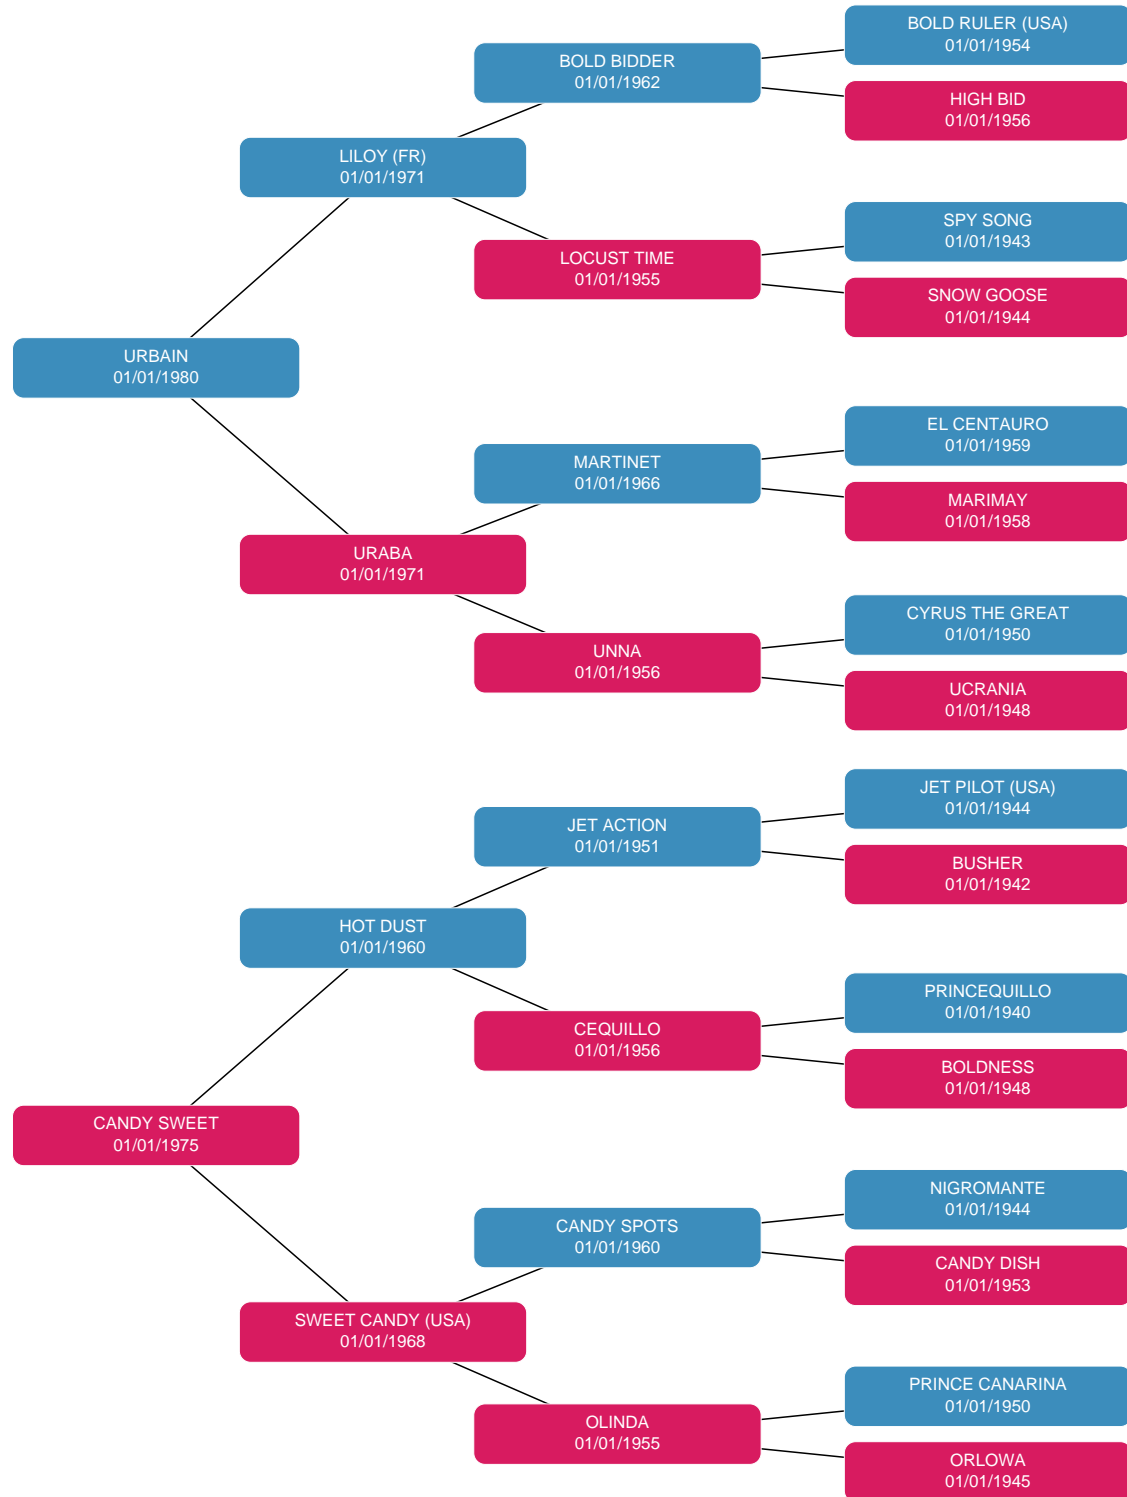 BOLD RULER (USA)
01/01/1954
BOLD BIDDER
01/01/1962
HIGH BID
01/01/1956
LILOY (FR)
01/01/1971
SPY SONG
01/01/1943
LOCUST TIME
01/01/1955
SNOW GOOSE
01/01/1944
URBAIN
01/01/1980
EL CENTAURO
01/01/1959
MARTINET
01/01/1966
MARIMAY
01/01/1958
URABA
01/01/1971
CYRUS THE GREAT
01/01/1950
UNNA
01/01/1956
UCRANIA
01/01/1948
JET PILOT (USA)
01/01/1944
JET ACTION
01/01/1951
BUSHER
01/01/1942
HOT DUST
01/01/1960
PRINCEQUILLO
01/01/1940
CEQUILLO
01/01/1956
BOLDNESS
01/01/1948
CANDY SWEET
01/01/1975
NIGROMANTE
01/01/1944
CANDY SPOTS
01/01/1960
CANDY DISH
01/01/1953
SWEET CANDY (USA)
01/01/1968
PRINCE CANARINA
01/01/1950
OLINDA
01/01/1955
ORLOWA
01/01/1945